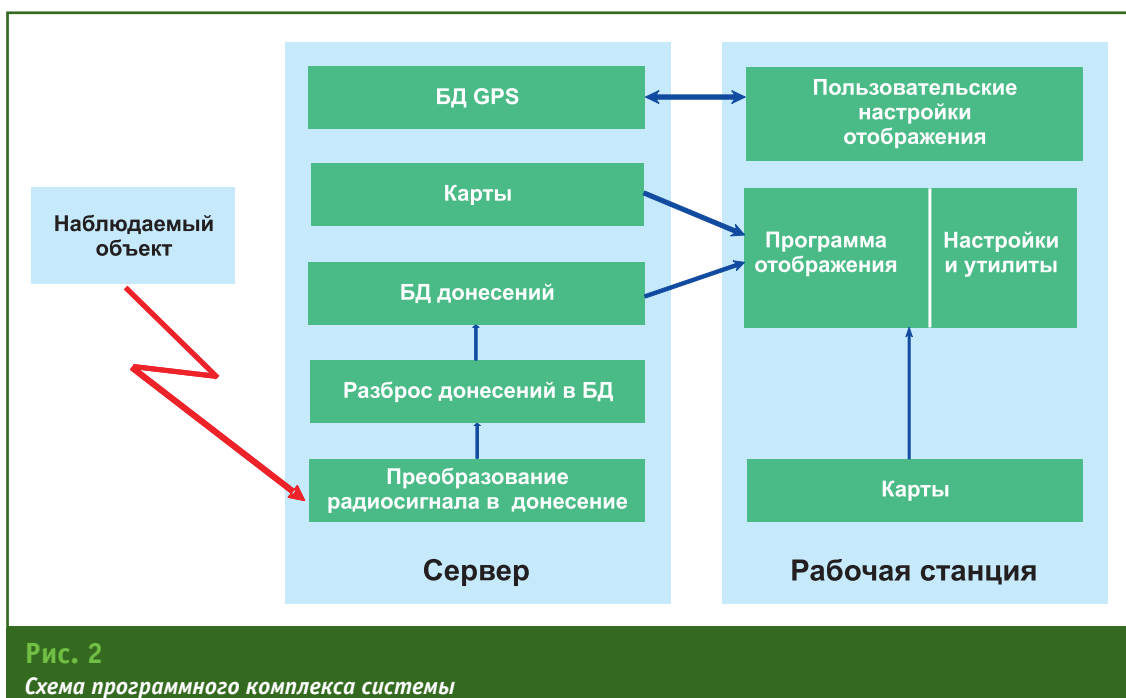 Наблюдаемый
объект
БД GPS
Карты
БД донесений
Разброс донесений в БД
Преобразование
радиосигнала в донесение
Сервер
Пользовательские
настройки
отображения
Программа
отображения
Настройки
и утилиты
Карты
Рабочая станция
Рис. 2
Схема программного комплекса системы